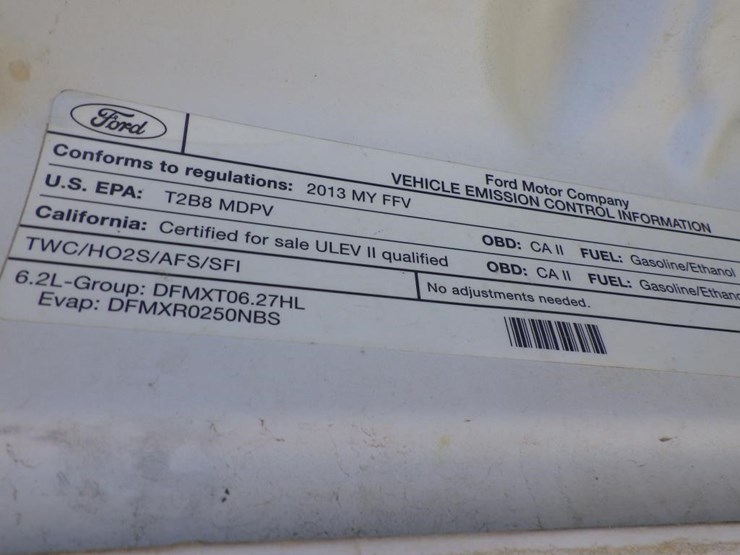 Ford
Ford Motor Company
VEHICLE EMISSION CONTROL INFORMATION
Conforms to regulations: 2013 MY FFV
U.S. EPA: T2B8 MDPV OBD: CA II FUEL: Gasoline/Ethanol
California: Certified for sale ULEV II qualified OBD: CA II FUEL: Gasoline/Ethano
TWC/HO2S/AFS/SFI No adjustments needed.
6.2L-Group: DFMXT06.27HL
Evap: DFMXR0250NBS